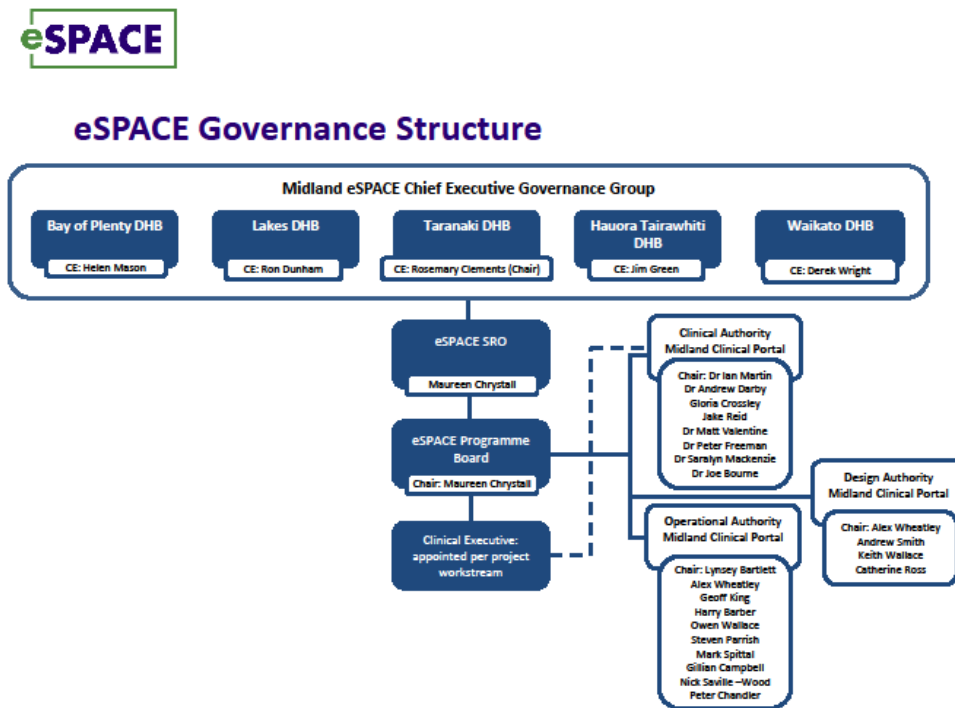 eSPACE
eSPACE Governance Structure
Midland eSPACE Chief Executive Governance Group
Bay of Plenty DHB
CE: Helen Mason
Lakes DHB
CE: Ron Dunham
Taranaki DHB
CE: Rosemary Clements (Chair)
Hauora Tairawhiti
DHB
CE: Jim Green
Waikato DHB
CE: Derek Wright
eSPACE SRO
Maureen Chrystall
eSPACE Programme
Board
Chair: Maureen Chrystall
Clinical Executive:
appointed per project
workstream
Clinical Authority
Midland Clinical Portal
Chair: Dr Ian Martin
Dr Andrew Darby
Gloria Crossley
Jake Reid
Dr Matt Valentine
Dr Peter Freeman
Dr Saralyn Mackenzie
Dr Joe Bourne
Design Authority
Midland Clinical Portal
Chair: Alex Wheatley
Andrew Smith
Keith Wallace
Catherine Ross
Operational Authority
Midland Clinical Portal
Chair: Lynsey Bartlett
Alex Wheatley
Geoff King
Harry Barber
Owen Wallace
Steven Parrish
Mark Spittal
Gillian Campbell
Nick Saville –Wood
Peter Chandler